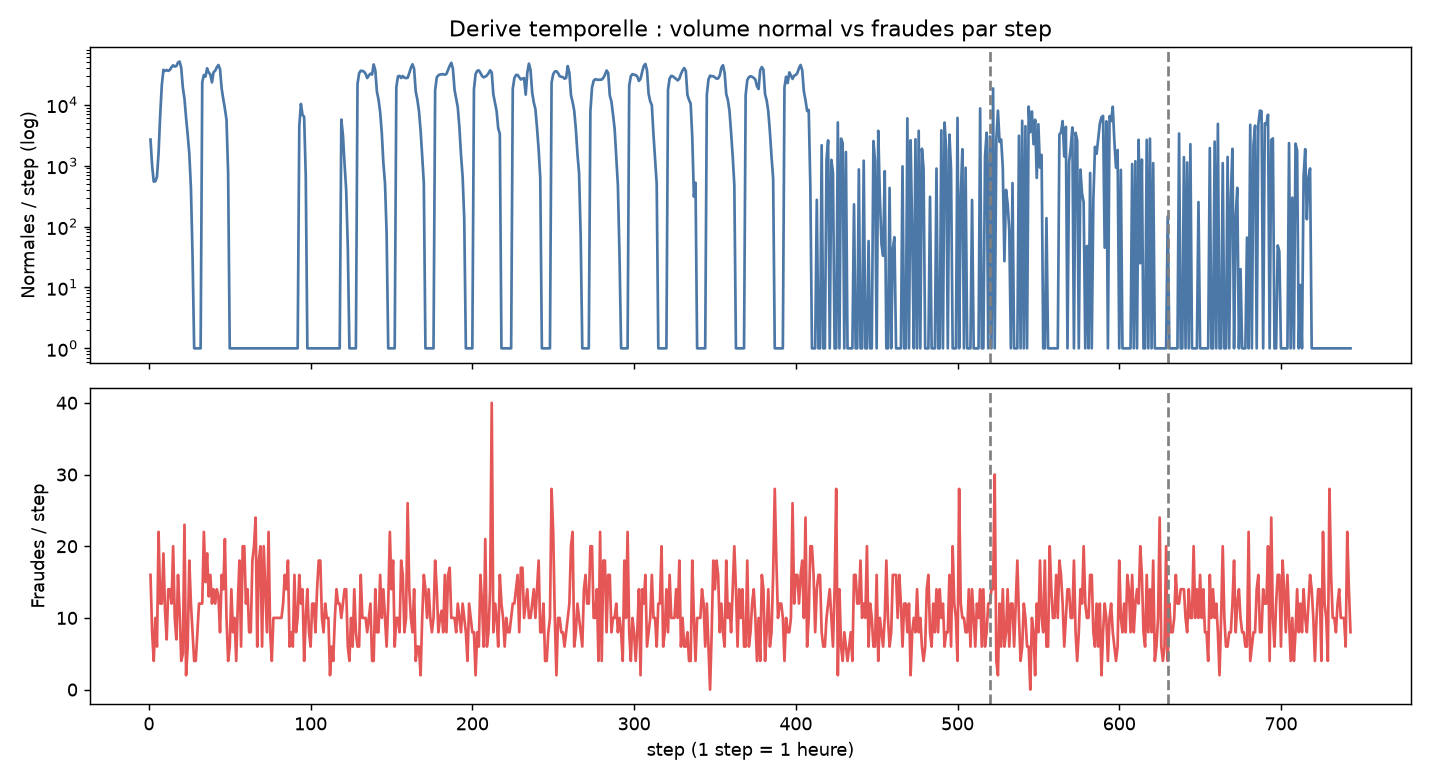 Derive temporelle : volume normal vs fraudes par step
Normales / step (log)
10⁴
10³
10²
10¹
10⁰
Fraudes / step
40
30
20
10
0
0 100 200 300 400 500 600 700
step (1 step = 1 heure)